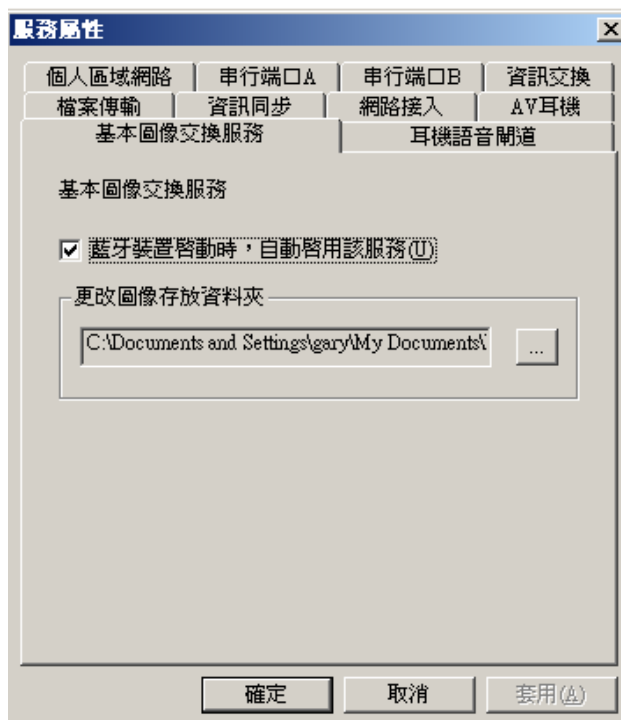 服務屬性
個人區域網路 串行端口A 串行端口B 資訊交換
檔案傳輸 資訊同步 網路接入 AV耳機
基本圖像交換服務 耳機語音閘道
基本圖像交換服務
藍牙裝置啓動時,自動啓用該服務(U)
更改圖像存放資料夾
C:\Documents and Settings\gary\My Documents\
...
確定 取消 套用(A)